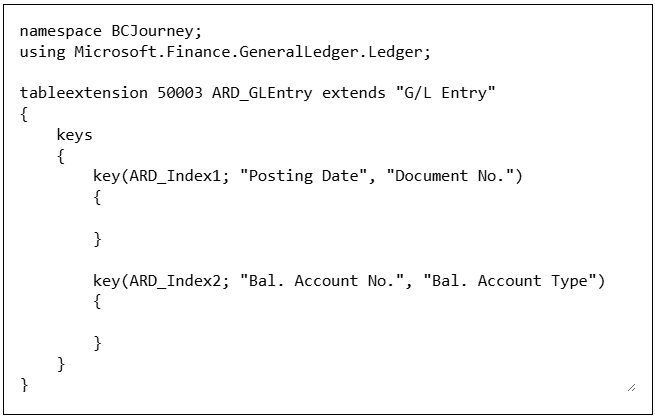 namespace BCJourney;
using Microsoft.Finance.GeneralLedger.Ledger;

tableextension 50003 ARD_GLEntry extends "G/L Entry"
{
    keys
    {
        key(ARD_Index1; "Posting Date", "Document No.")
        {

        }

        key(ARD_Index2; "Bal. Account No.", "Bal. Account Type")
        {

        }
    }
}